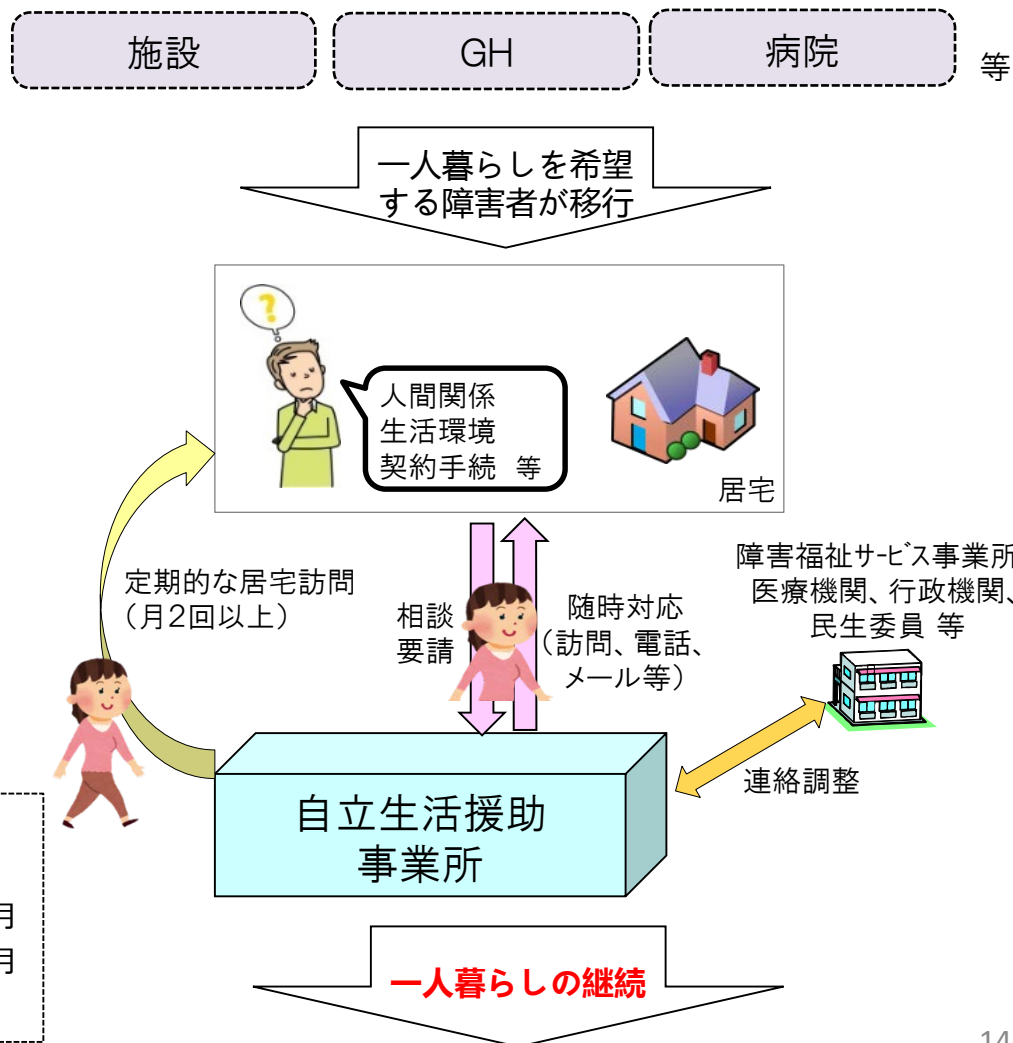 施設
GH
病院
等
一人暮らしを希望
する障害者が移行
?
人間関係
生活環境
契約手続 等
居宅
定期的な居宅訪問
（月2回以上）
相談
要請
随時対応
（訪問、電話、
メール等）
障害福祉サービス事業所
医療機関、行政機関、
民生委員 等
連絡調整
自立生活援助
事業所
月
月
一人暮らしの継続
14